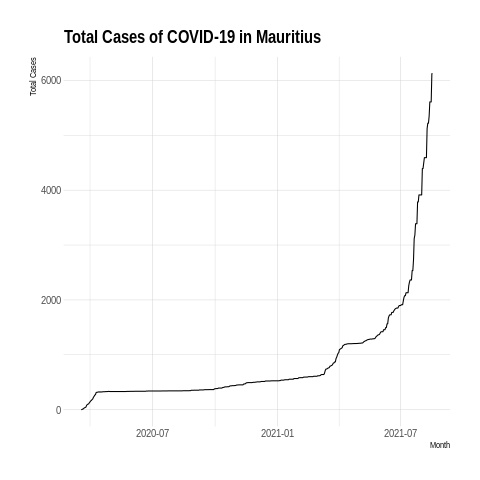 Total Cases of COVID-19 in Mauritius
Total Cases
6000
4000
2000
0
2020-07
2021-01
2021-07
Month